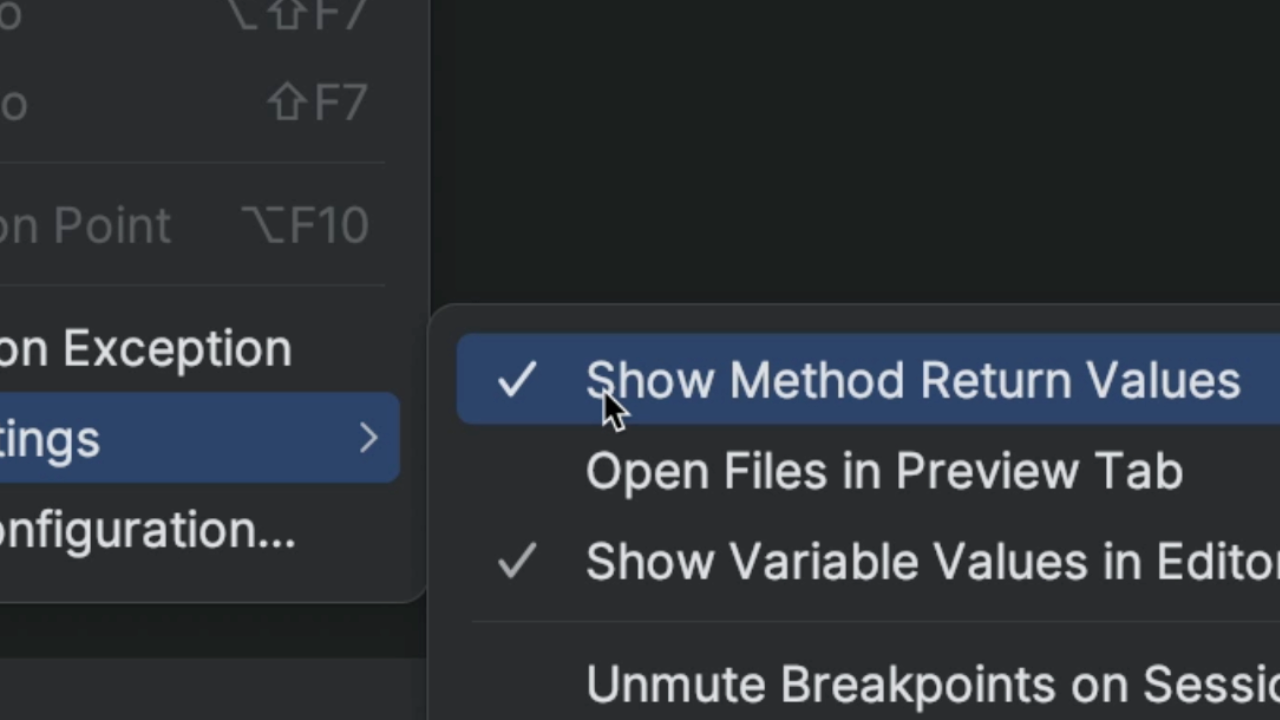 o ⌥⇧F7
o ⇧F7
on Point ⌥F10
on Exception
tings
onfiguration...
Show Method Return Values
Open Files in Preview Tab
Show Variable Values in Editor
Unmute Breakpoints on Sessio